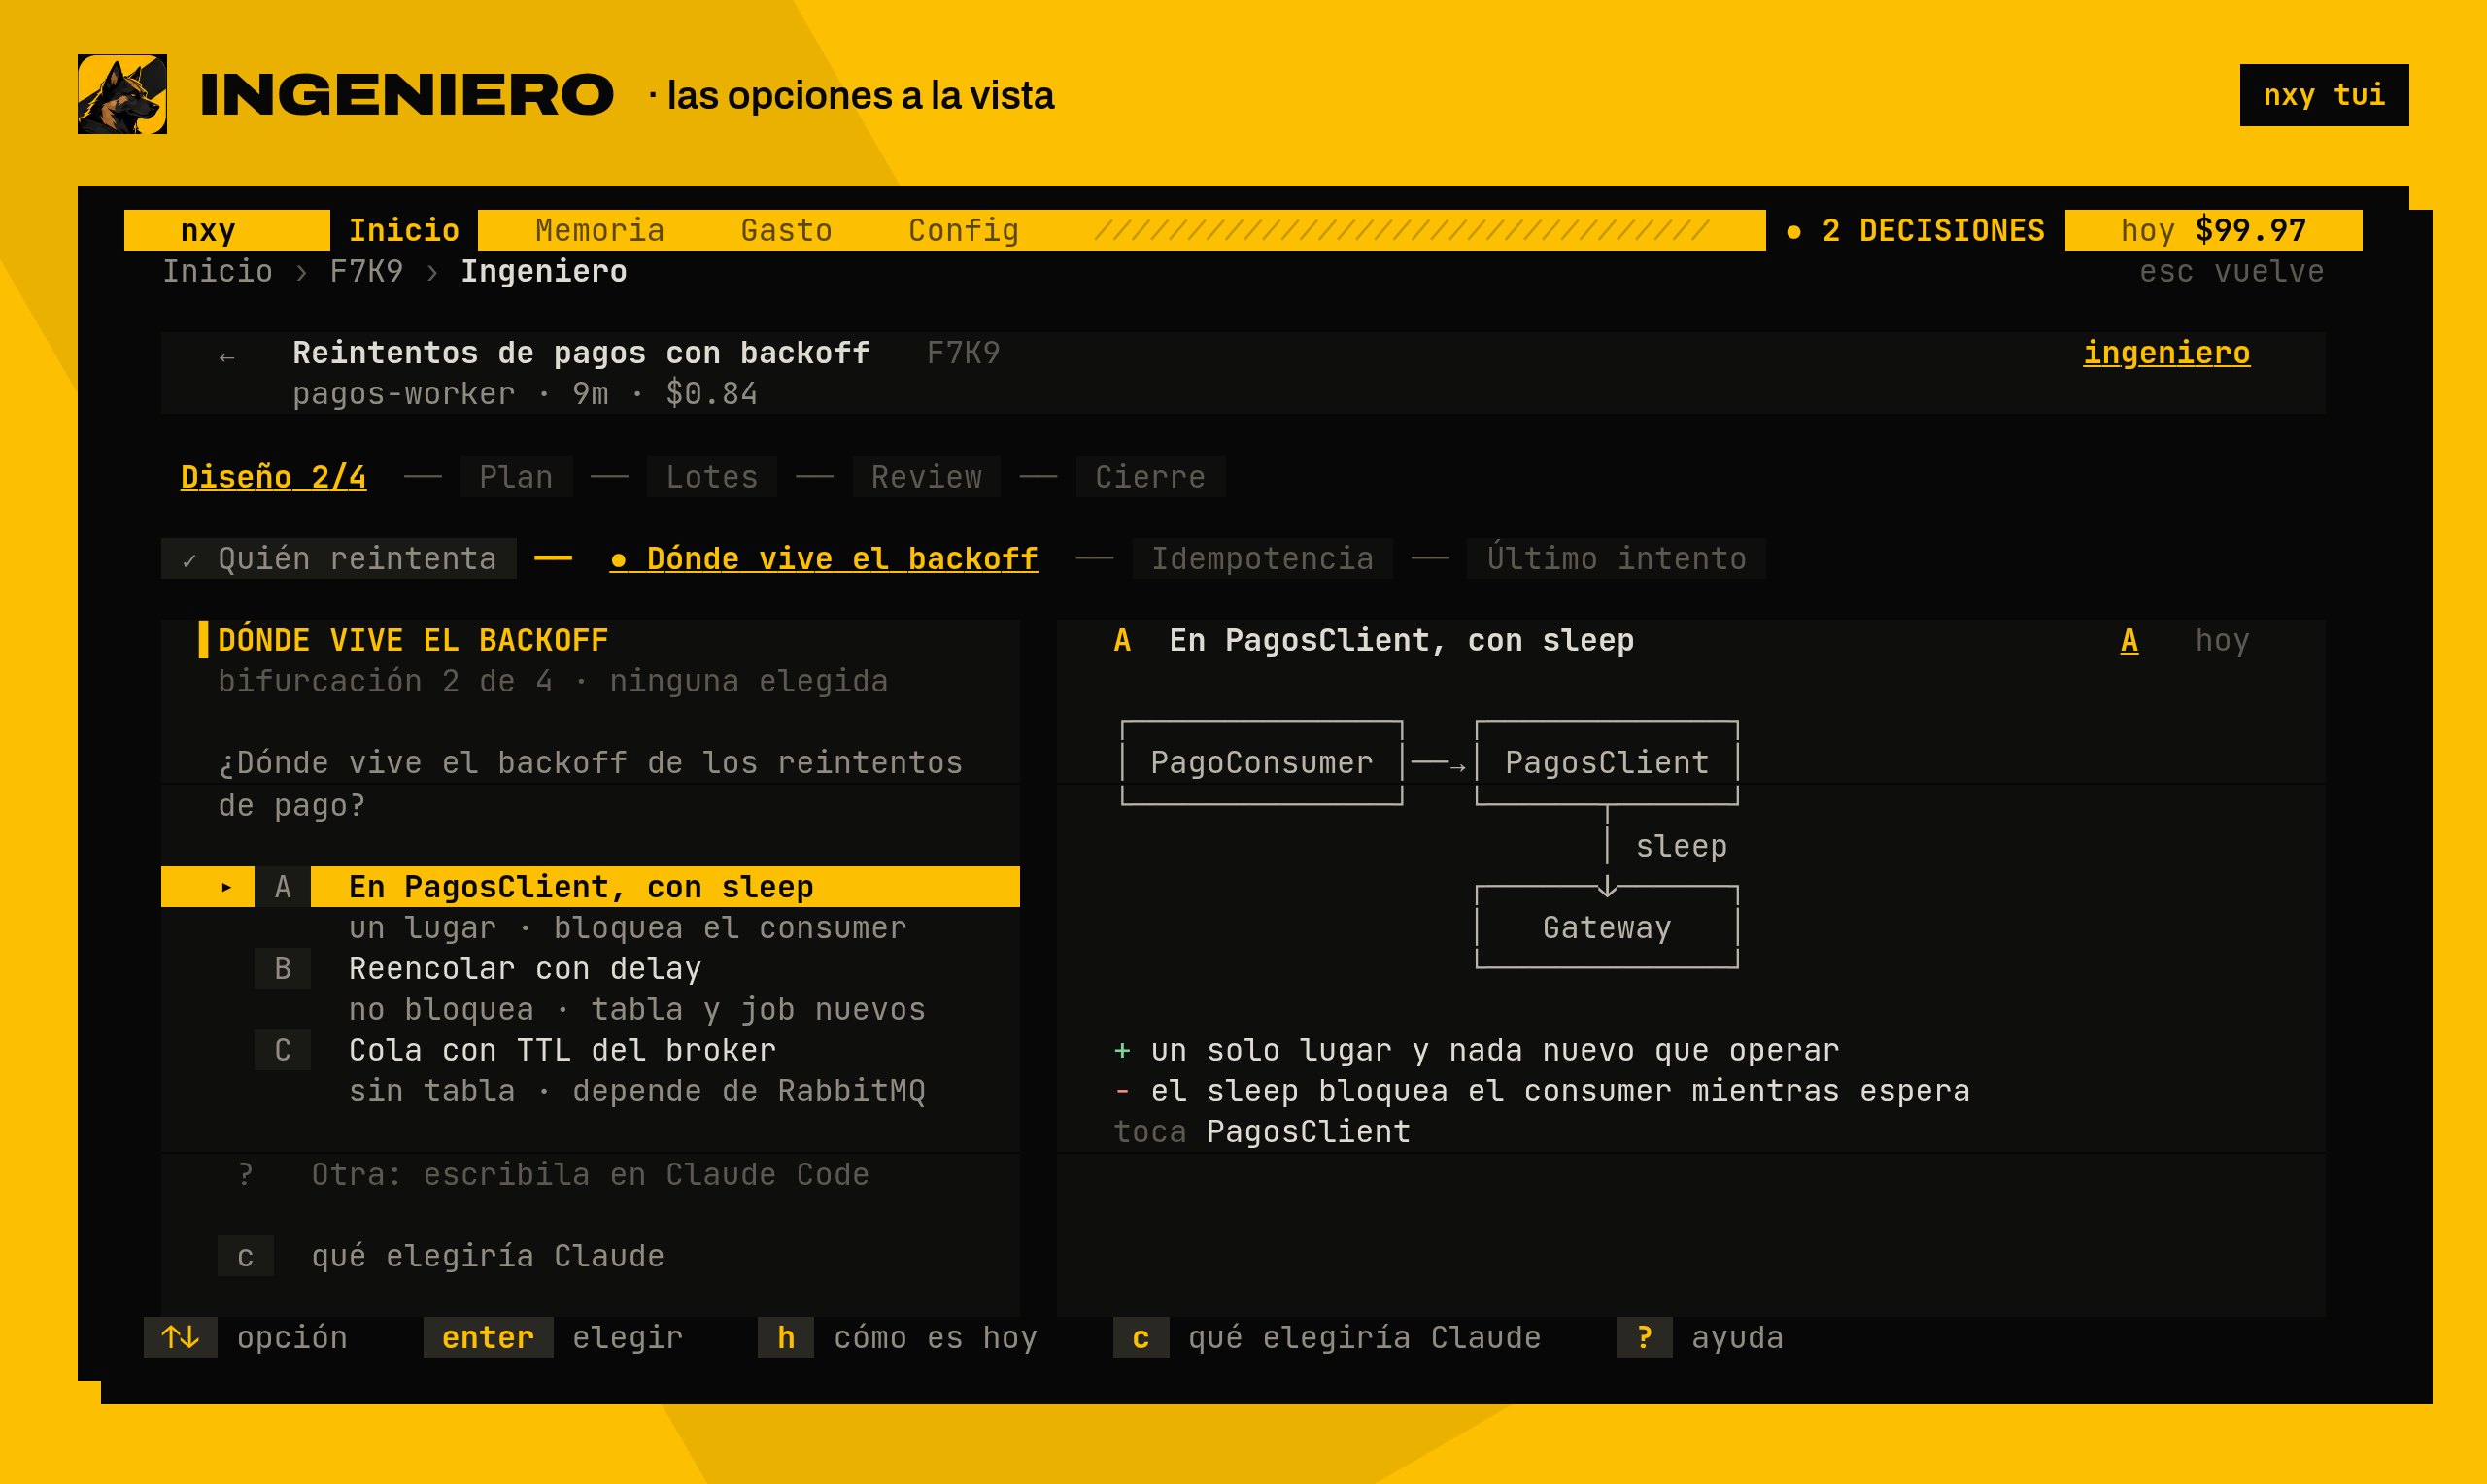 INGENIERO · las opciones a la vista
nxy tui
nxy Inicio Memoria Gasto Config ///////////////////////////////// ● 2 DECISIONES hoy $99.97
Inicio › F7K9 › Ingeniero esc vuelve
← Reintentos de pagos con backoff F7K9 ingeniero
pagos-worker · 9m · $0.84
Diseño 2/4 —— Plan —— Lotes —— Review —— Cierre
✓ Quién reintenta —— ● Dónde vive el backoff —— Idempotencia —— Último intento
DÓNDE VIVE EL BACKOFF
bifurcación 2 de 4 · ninguna elegida
¿Dónde vive el backoff de los reintentos
de pago?
▸ A En PagosClient, con sleep
un lugar · bloquea el consumer
B Reencolar con delay
no bloquea · tabla y job nuevos
C Cola con TTL del broker
sin tabla · depende de RabbitMQ
? Otra: escribila en Claude Code
c qué elegiría Claude
A En PagosClient, con sleep A hoy
PagoConsumer ──→ PagosClient
sleep
Gateway
+ un solo lugar y nada nuevo que operar
- el sleep bloquea el consumer mientras espera
toca PagosClient
↑↓ opción enter elegir h cómo es hoy c qué elegiría Claude ? ayuda